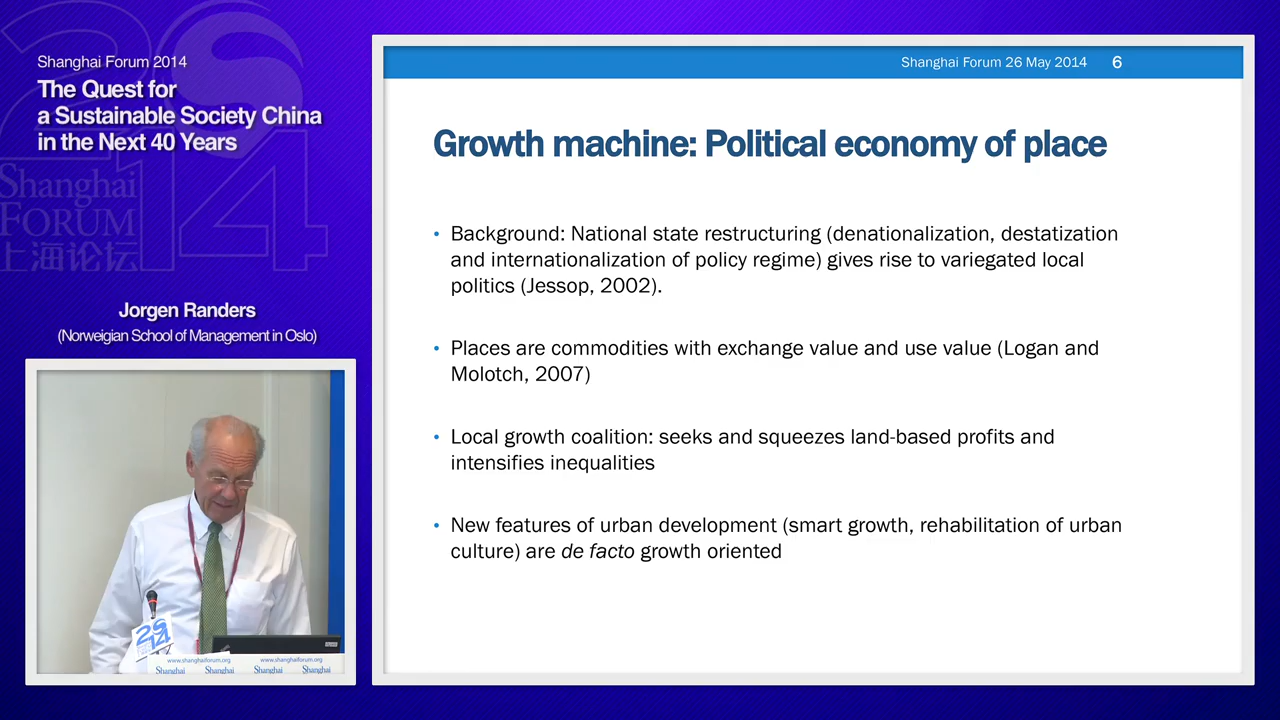 Shanghai Forum 2014
The Quest for
a Sustainable Society China
in the Next 40 Years
Shanghai
FORUM
上海论坛
2014
Jorgen Randers
(Norwegian School of Management in Oslo)
2014
www.shanghaiforum.org
www.shanghaiforum.org
Shanghai Shanghai Shanghai Shanghai
Shanghai Forum 26 May 2014 6
Growth machine: Political economy of place
• Background: National state restructuring (denationalization, destatization
and internationalization of policy regime) gives rise to variegated local
politics (Jessop, 2002).
• Places are commodities with exchange value and use value (Logan and
Molotch, 2007)
• Local growth coalition: seeks and squeezes land-based profits and
intensifies inequalities
• New features of urban development (smart growth, rehabilitation of urban
culture) are de facto growth oriented